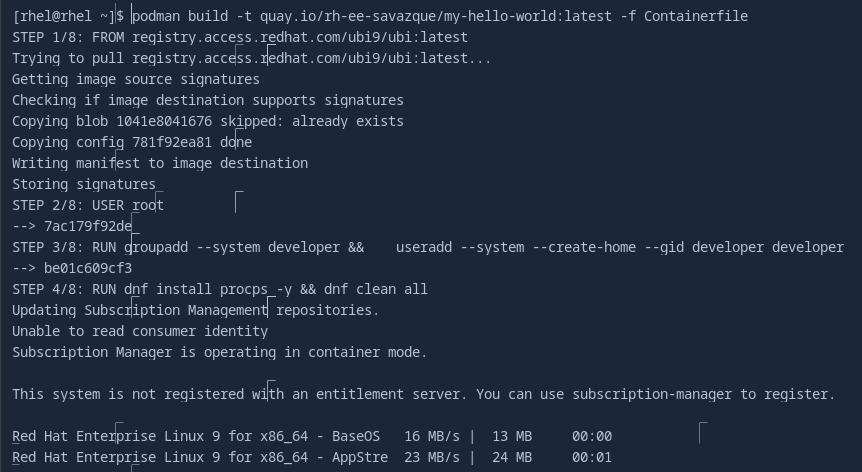 [rhel@rhel ~]$ podman build -t quay.io/rh-ee-savazque/my-hello-world:latest -f Containerfile
STEP 1/8: FROM registry.access.redhat.com/ubi9/ubi:latest
Trying to pull registry.access.redhat.com/ubi9/ubi:latest...
Getting image source signatures
Checking if image destination supports signatures
Copying blob 1041e8041676 skipped: already exists
Copying config 781f92ea81 done
Writing manifest to image destination
Storing signatures
STEP 2/8: USER root
--> 7ac179f92de
STEP 3/8: RUN groupadd --system developer &&    useradd --system --create-home --gid developer developer
--> be01c609cf3
STEP 4/8: RUN dnf install procps -y && dnf clean all
Updating Subscription Management repositories.
Unable to read consumer identity
Subscription Manager is operating in container mode.
This system is not registered with an entitlement server. You can use subscription-manager to register.
Red Hat Enterprise Linux 9 for x86_64 - BaseOS   16 MB/s |  13 MB     00:00
Red Hat Enterprise Linux 9 for x86_64 - AppStre  23 MB/s |  24 MB     00:01